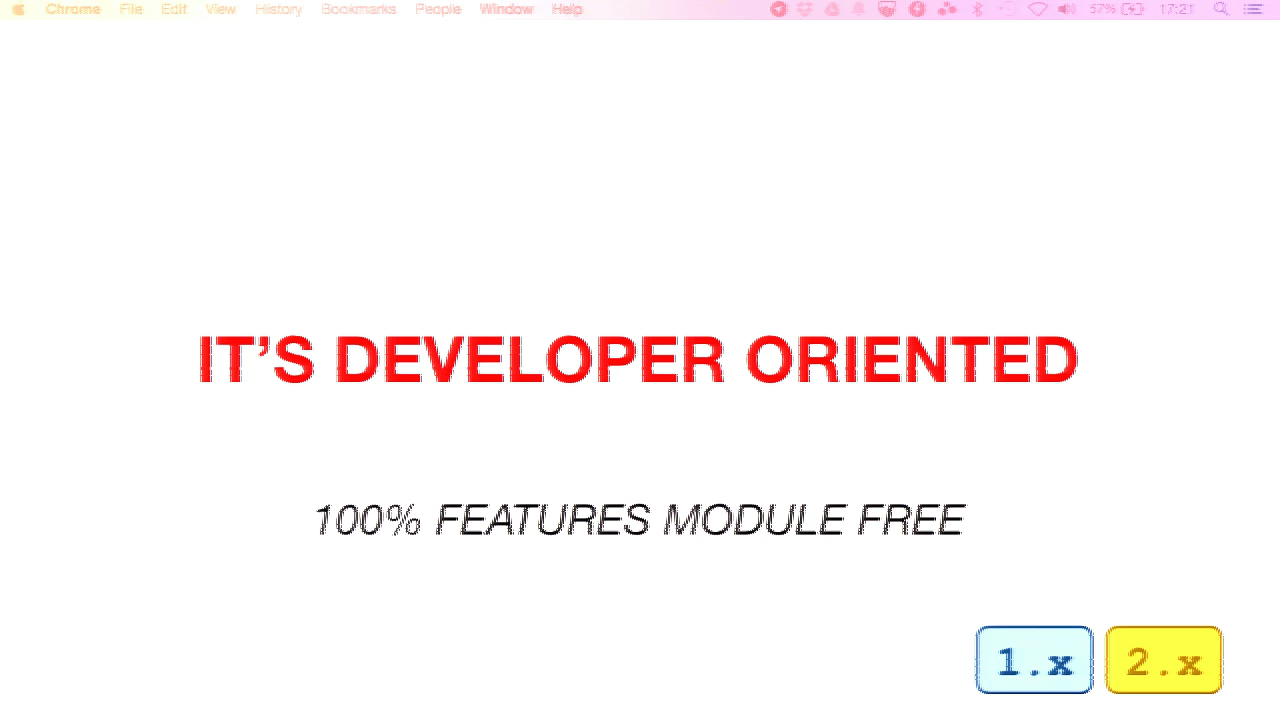 Chrome File Edit View History Bookmarks People Window Help 57% 17:21
IT'S DEVELOPER ORIENTED
100% FEATURES MODULE FREE
1.x 2.x